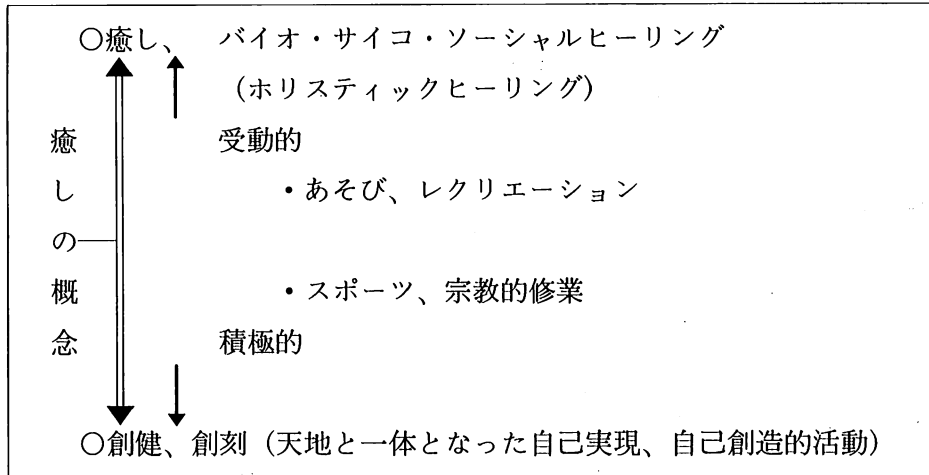 ○癒し、 バイオ・サイコ・ソーシャルヒーリング
(ホリスティックヒーリング)
癒しの概念
受動的
・あそび、レクリエーション
・スポーツ、宗教的修業
積極的
○創健、創刻(天地と一体となった自己実現、自己創造的活動)